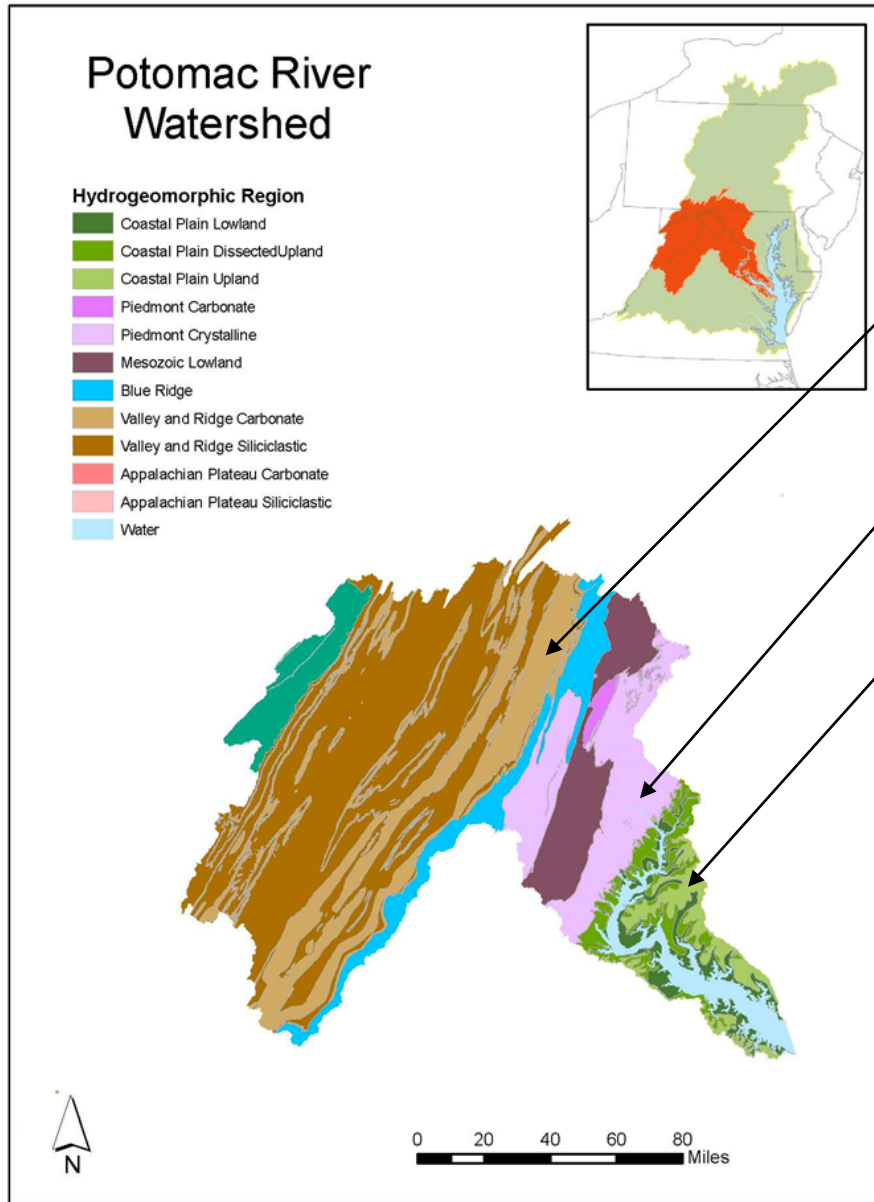 Potomac River
Watershed
Hydrogeomorphic Region
Coastal Plain Lowland
Coastal Plain DissectedUpland
Coastal Plain Upland
Piedmont Carbonate
Piedmont Crystalline
Mesozoic Lowland
Blue Ridge
Valley and Ridge Carbonate
Valley and Ridge Siliciclastic
Appalachian Plateau Carbonate
Appalachian Plateau Siliciclastic
Water
N
0 20 40 60 80
Miles